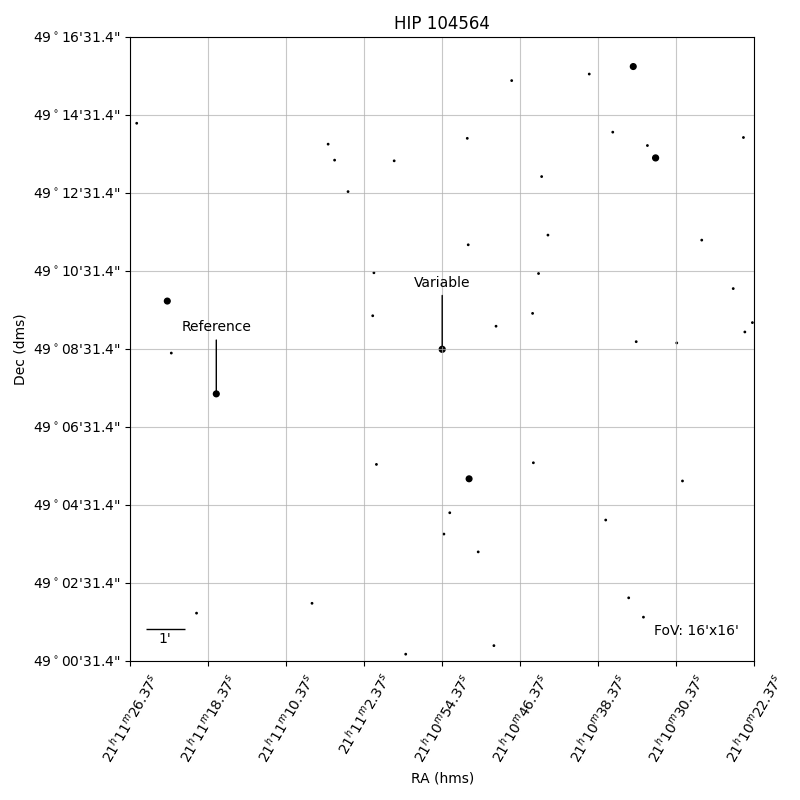 HIP 104564
49°16'31.4"
49°14'31.4"
49°12'31.4"
49°10'31.4"
49°08'31.4"
49°06'31.4"
49°04'31.4"
49°02'31.4"
49°00'31.4"
Dec (dms)
Variable
Reference
1'
FoV: 16'x16'
21h11m26.37s
21h11m18.37s
21h11m10.37s
21h11m2.37s
21h10m54.37s
21h10m46.37s
21h10m38.37s
21h10m30.37s
21h10m22.37s
RA (hms)